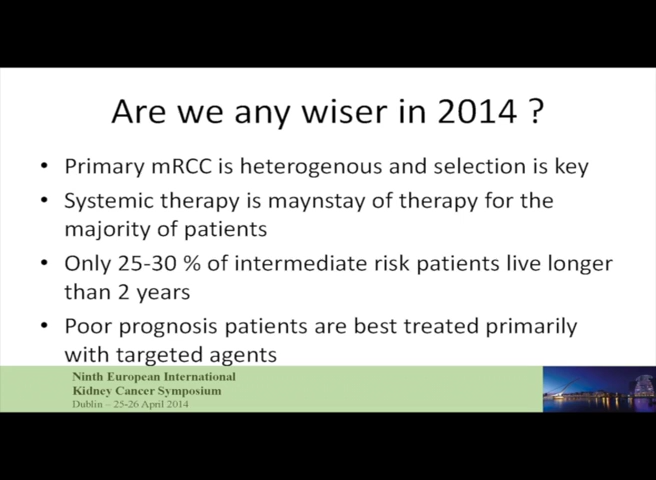 Are we any wiser in 2014 ?
• Primary mRCC is heterogenous and selection is key
• Systemic therapy is maynstay of therapy for the
majority of patients
• Only 25-30 % of intermediate risk patients live longer
than 2 years
• Poor prognosis patients are best treated primarily
with targeted agents
Ninth European International
Kidney Cancer Symposium
Dublin – 25-26 April 2014